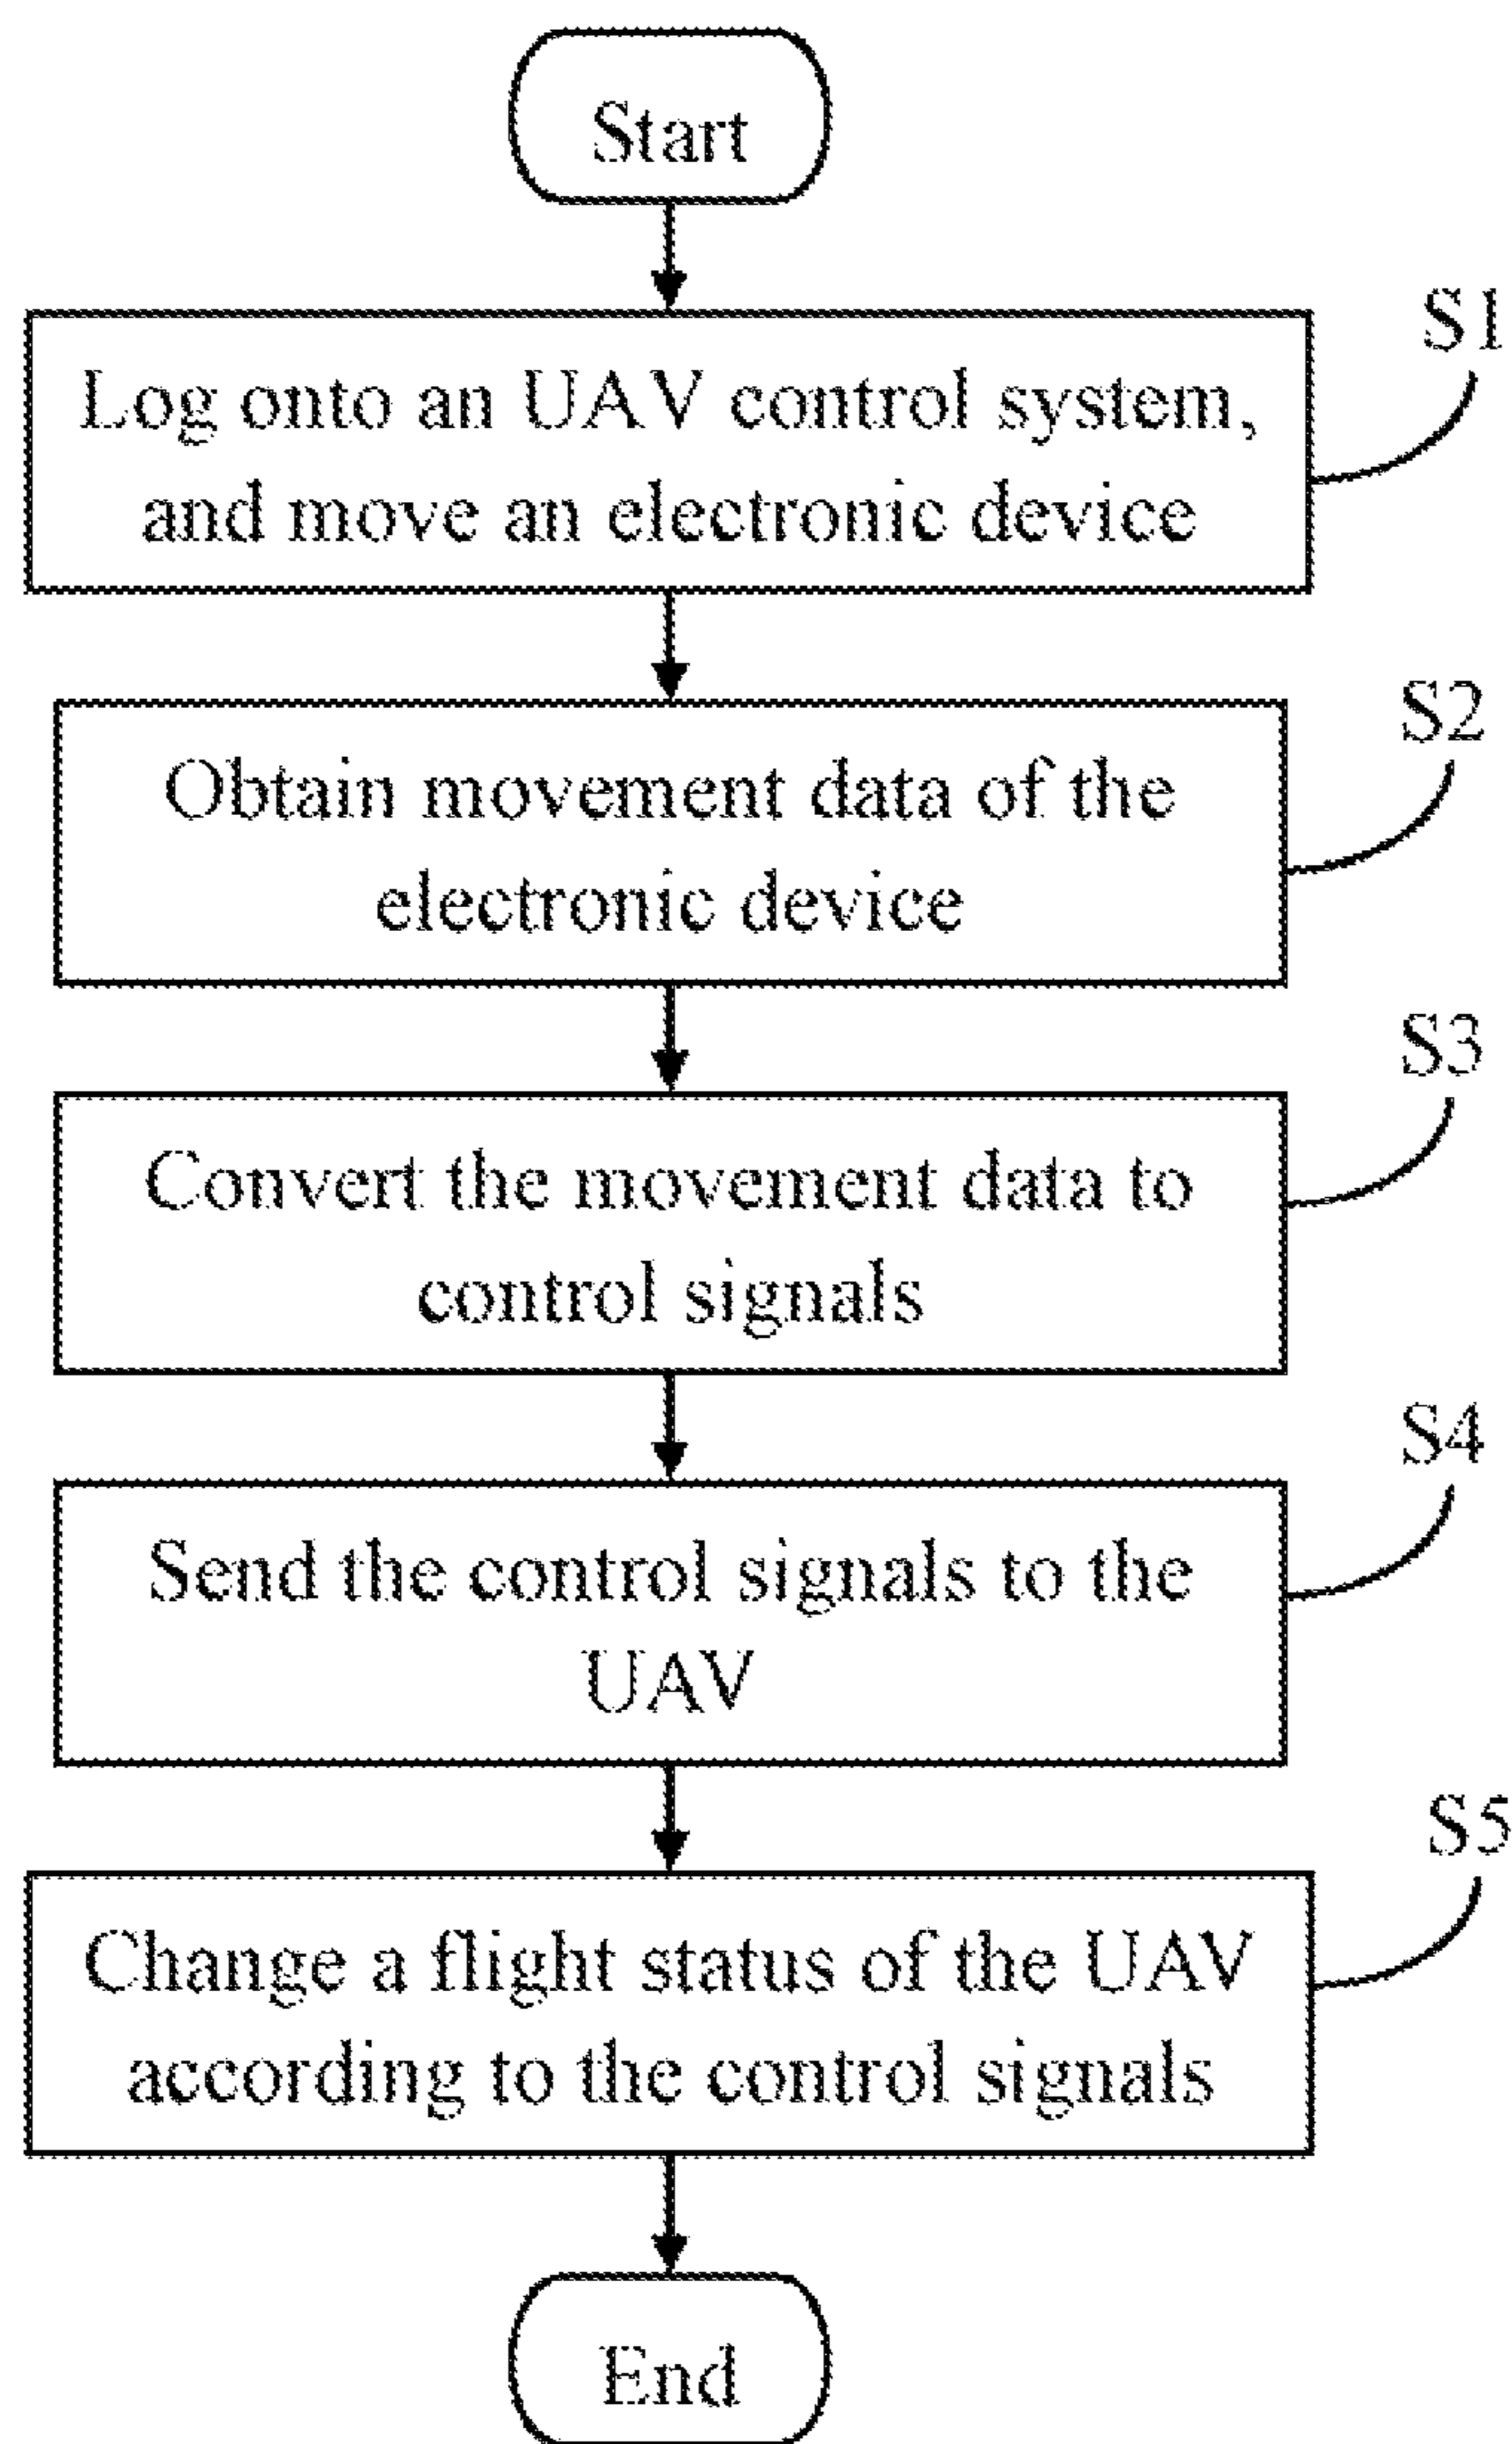 Start
S1
Log onto an UAV control system,
and move an electronic device
S2
Obtain movement data of the
electronic device
S3
Convert the movement data to
control signals
S4
Send the control signals to the
UAV
S5
Change a flight status of the UAV
according to the control signals
End